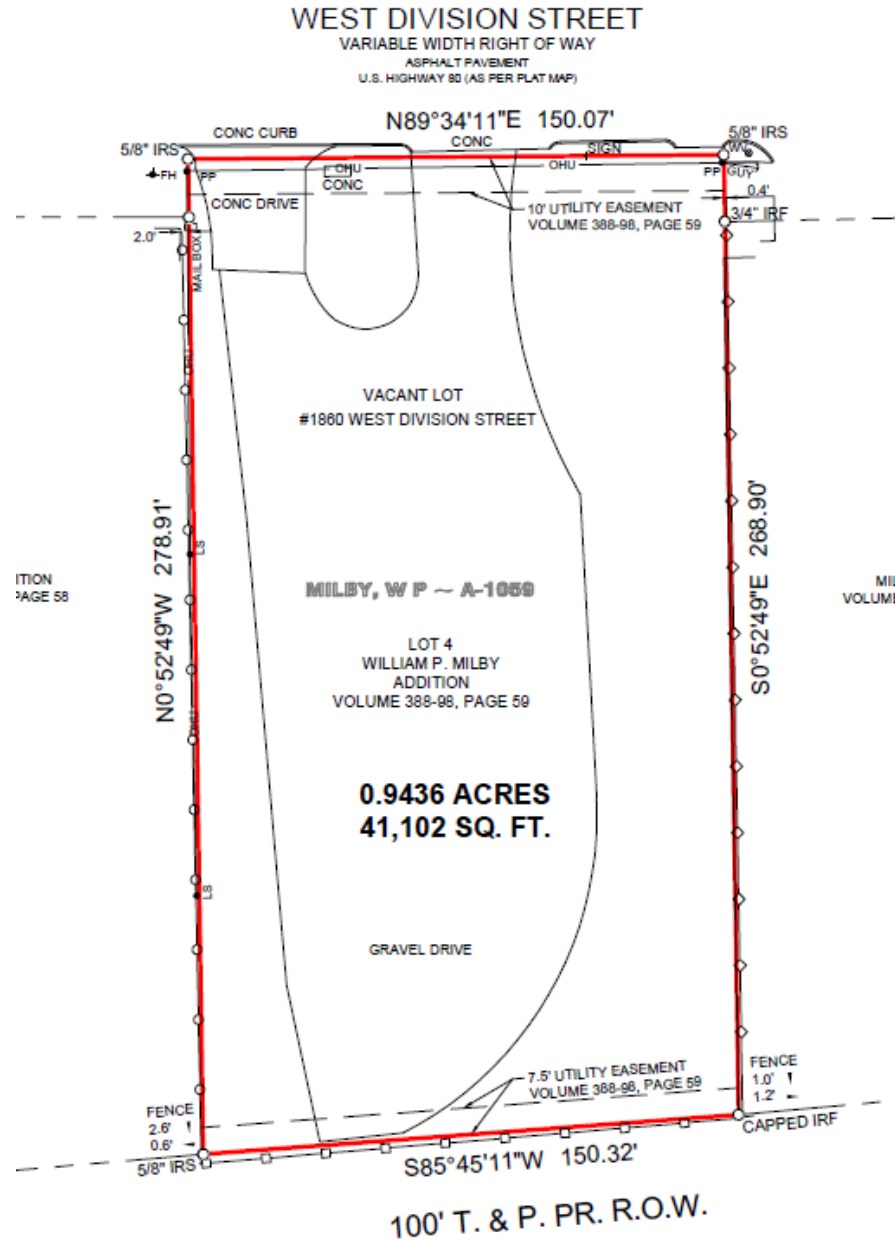 WEST DIVISION STREET
VARIABLE WIDTH RIGHT OF WAY
ASPHALT PAVEMENT
U.S. HIGHWAY 80 (AS PER PLAT MAP)
N89°34'11"E 150.07'
CONC CURB
CONC
SIGN
5/8" IRS
5/8" IRS
WV
FH
PP
OHU
OHU
PP
GUY
CONC
0.4'
CONC DRIVE
10' UTILITY EASEMENT
VOLUME 388-98, PAGE 59
3/4" IRF
2.0'
MAIL BOX
VACANT LOT
#1860 WEST DIVISION STREET
N0°52'49"W 278.91'
S0°52'49"E 268.90'
LS
ITION
PAGE 58
MILBY, W P ~ A-1059
MIL
VOLUME
LOT 4
WILLIAM P. MILBY
ADDITION
VOLUME 388-98, PAGE 59
OHU
0.9436 ACRES
41,102 SQ. FT.
LS
GRAVEL DRIVE
7.5' UTILITY EASEMENT
VOLUME 388-98, PAGE 59
FENCE
1.0'
1.2'
FENCE
2.6'
0.6'
CAPPED IRF
5/8" IRS
S85°45'11"W 150.32'
100' T. & P. PR. R.O.W.